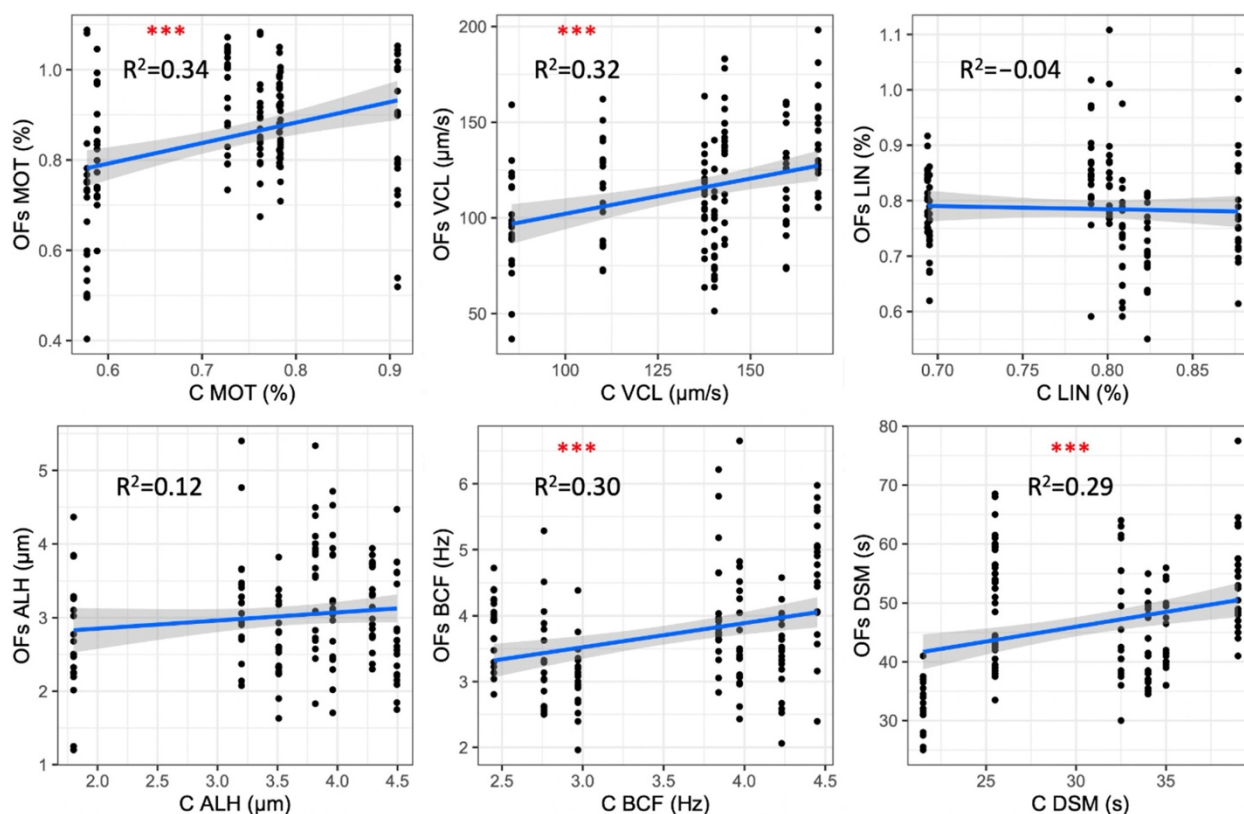 ***
R²=0.34
OFs MOT (%)
1.0
0.8
0.6
0.4
0.6 0.7 0.8 0.9
C MOT (%)
***
R²=0.32
OFs VCL (µm/s)
200
150
100
50
100 125 150
C VCL (µm/s)
R²=−0.04
OFs LIN (%)
1.1
1.0
0.9
0.8
0.7
0.6
0.70 0.75 0.80 0.85
C LIN (%)
R²=0.12
OFs ALH (µm)
5
4
3
2
1
2.0 2.5 3.0 3.5 4.0 4.5
C ALH (µm)
***
R²=0.30
OFs BCF (Hz)
6
5
4
3
2
2.5 3.0 3.5 4.0 4.5
C BCF (Hz)
***
R²=0.29
OFs DSM (s)
80
70
60
50
40
30
25 30 35
C DSM (s)